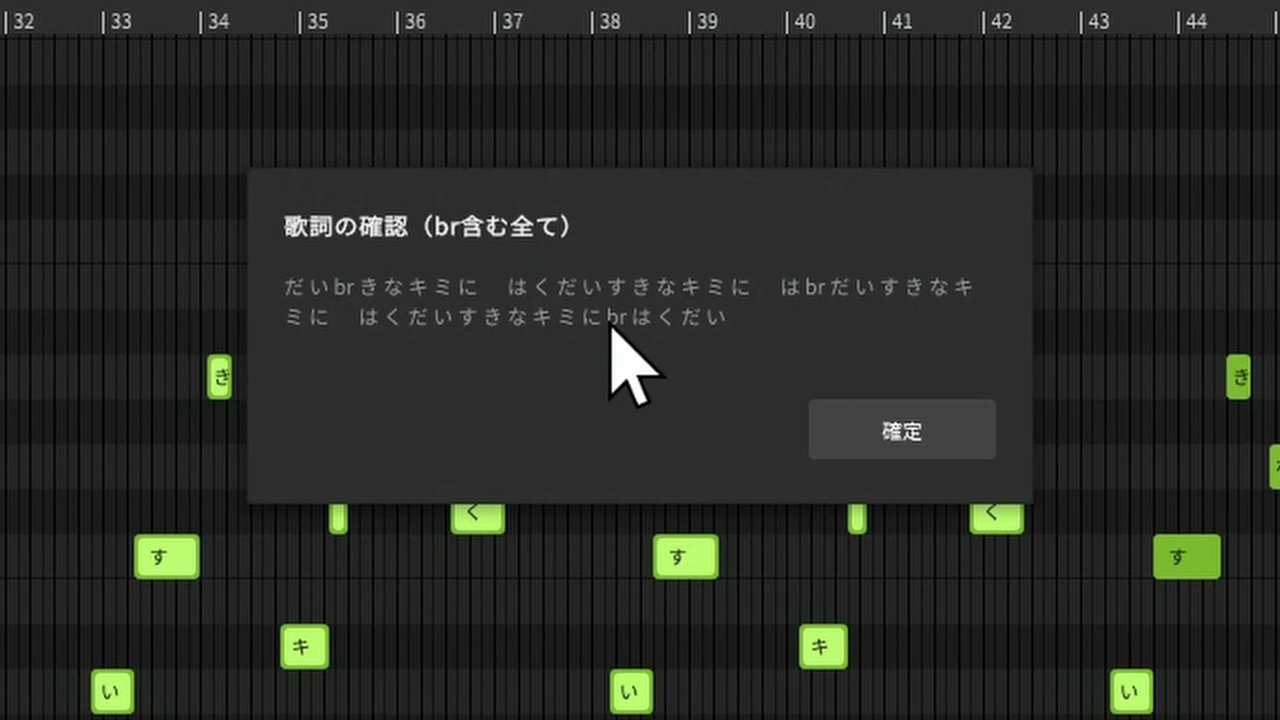 32 33 34 35 36 37 38 39 40 41 42 43 44
歌詞の確認（br含む全て）
だいbrきなキミに　はくだいすきなキミに　はbrだいすきなキ
ミに　はくだいすきなキミにbrはくだい
き き
確定
く く
す す す
キ キ
い い い